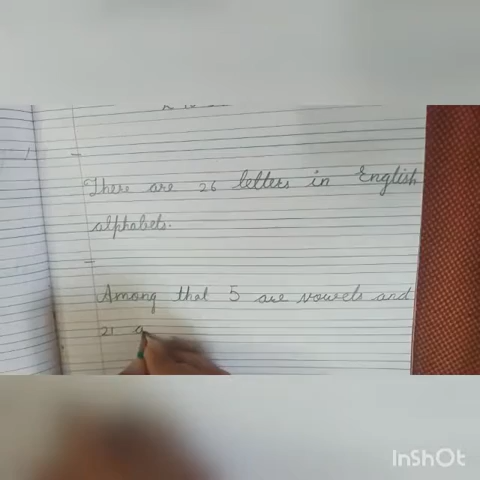 There are 26 letters in English
alphabets.
Among that 5 are vowels and
21 a
InShOt